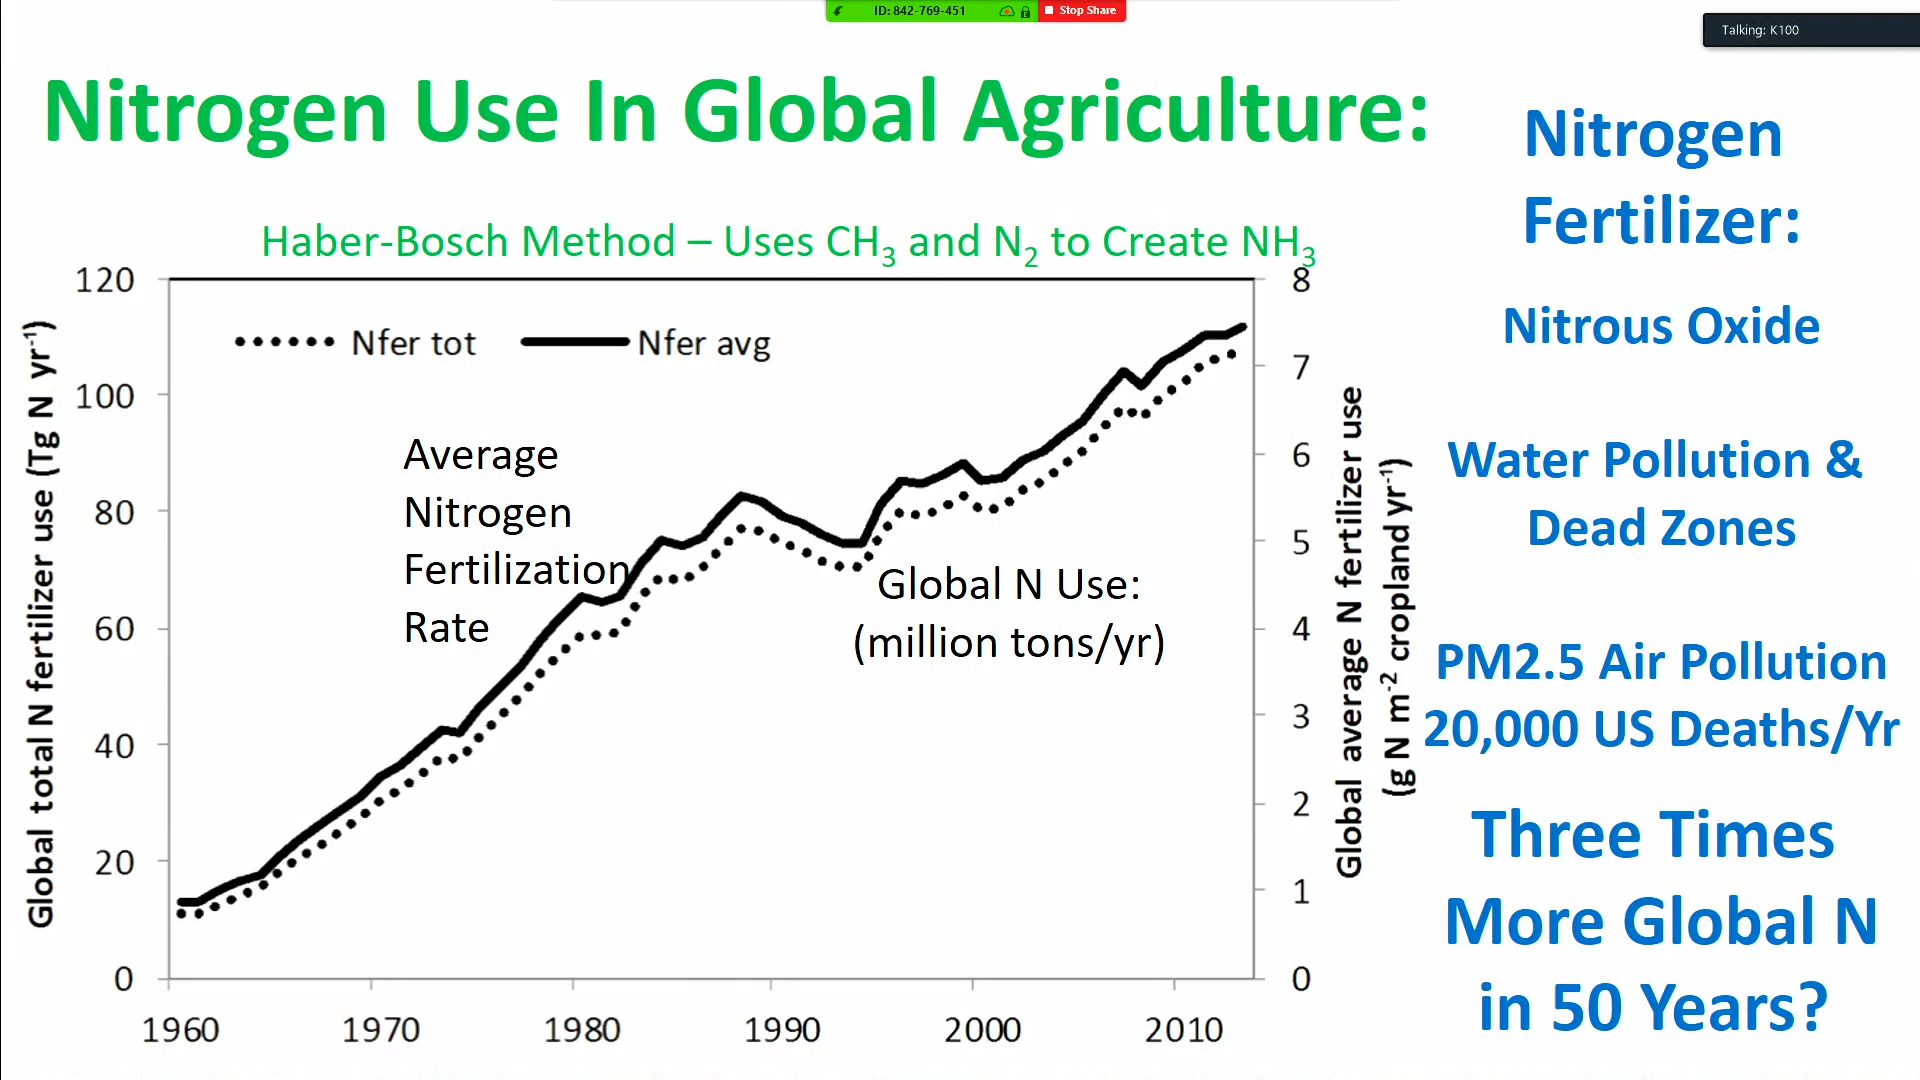 ID: 842-769-451
Stop Share
Talking: K100
Nitrogen Use In Global Agriculture:
Haber-Bosch Method – Uses CH3 and N2 to Create NH3
120
100
80
60
40
20
0
Global total N fertilizer use (Tg N yr-1)
Nfer tot
Nfer avg
Average
Nitrogen
Fertilization
Rate
Global N Use:
(million tons/yr)
8
7
6
5
4
3
2
1
0
Global average N fertilizer use
(g N m-2 cropland yr-1)
1960
1970
1980
1990
2000
2010
Nitrogen
Fertilizer:
Nitrous Oxide
Water Pollution &
Dead Zones
PM2.5 Air Pollution
20,000 US Deaths/Yr
Three Times
More Global N
in 50 Years?